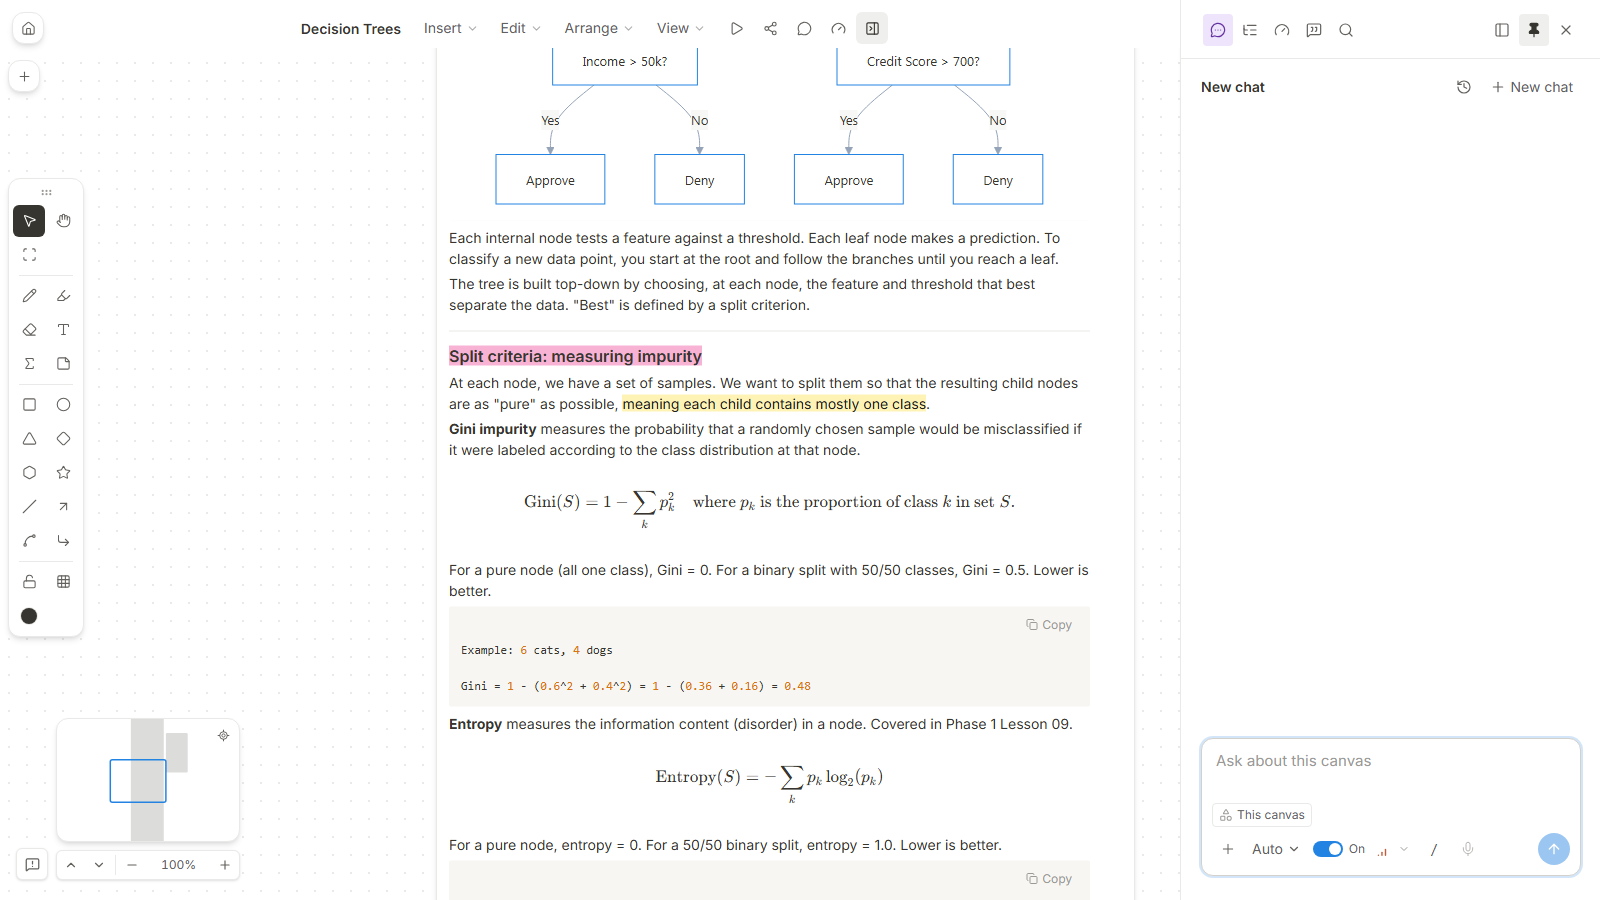 Decision Trees
Insert
Edit
Arrange
View
Income > 50k?
Credit Score > 700?
Yes
No
Yes
No
Approve
Deny
Approve
Deny
Each internal node tests a feature against a threshold. Each leaf node makes a prediction. To
classify a new data point, you start at the root and follow the branches until you reach a leaf.
The tree is built top-down by choosing, at each node, the feature and threshold that best
separate the data. "Best" is defined by a split criterion.
Split criteria: measuring impurity
At each node, we have a set of samples. We want to split them so that the resulting child nodes
are as "pure" as possible, meaning each child contains mostly one class.
Gini impurity measures the probability that a randomly chosen sample would be misclassified if
it were labeled according to the class distribution at that node.
Gini(S) = 1 − ∑_k p_k^2 where p_k is the proportion of class k in set S.
For a pure node (all one class), Gini = 0. For a binary split with 50/50 classes, Gini = 0.5. Lower is
better.
Copy
Example: 6 cats, 4 dogs
Gini = 1 - (0.6^2 + 0.4^2) = 1 - (0.36 + 0.16) = 0.48
Entropy measures the information content (disorder) in a node. Covered in Phase 1 Lesson 09.
Entropy(S) = − ∑_k p_k log_2(p_k)
For a pure node, entropy = 0. For a 50/50 binary split, entropy = 1.0. Lower is better.
Copy
100%
New chat
New chat
Ask about this canvas
This canvas
Auto
On
/